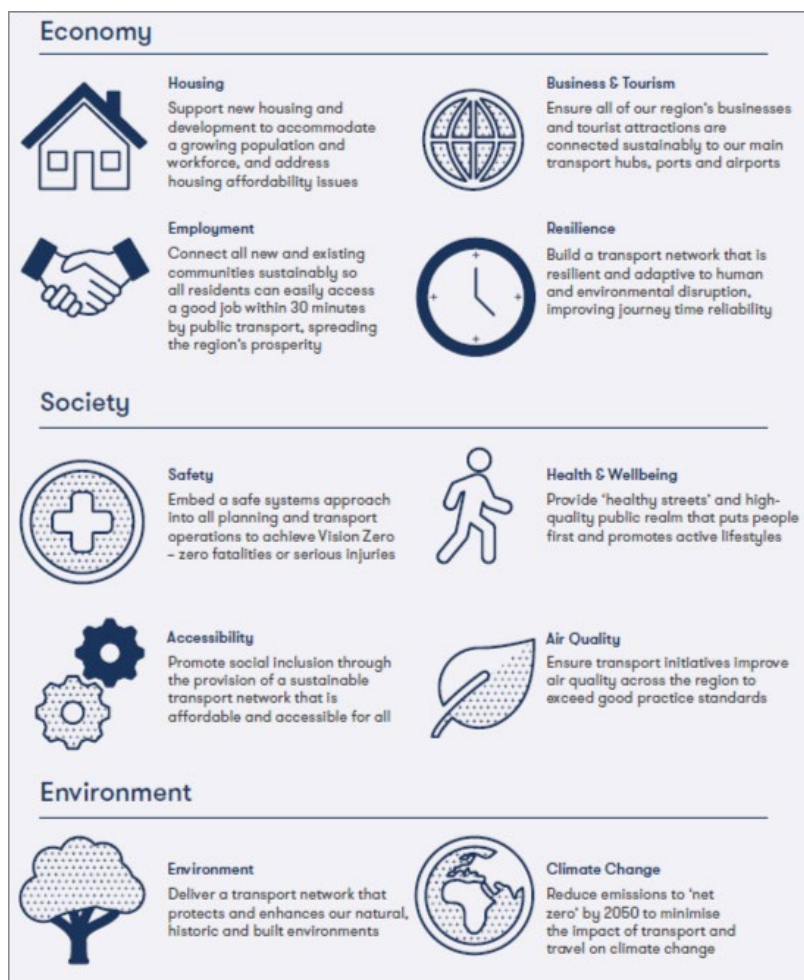 Economy
Housing
Support new housing and
development to accommodate
a growing population and
workforce, and address
housing affordability issues
Business & Tourism
Ensure all of our region's businesses
and tourist attractions are
connected sustainably to our main
transport hubs, ports and airports
Employment
Connect all new and existing
communities sustainably so
all residents can easily access
a good job within 30 minutes
by public transport, spreading
the region's prosperity
Resilience
Build a transport network that is
resilient and adaptive to human
and environmental disruption,
improving journey time reliability
Society
Safety
Embed a safe systems approach
into all planning and transport
operations to achieve Vision Zero
– zero fatalities or serious injuries
Health & Wellbeing
Provide 'healthy streets' and high-
quality public realm that puts people
first and promotes active lifestyles
Accessibility
Promote social inclusion through
the provision of a sustainable
transport network that is
affordable and accessible for all
Air Quality
Ensure transport initiatives improve
air quality across the region to
exceed good practice standards
Environment
Environment
Deliver a transport network that
protects and enhances our natural,
historic and built environments
Climate Change
Reduce emissions to 'net
zero' by 2050 to minimise
the impact of transport and
travel on climate change